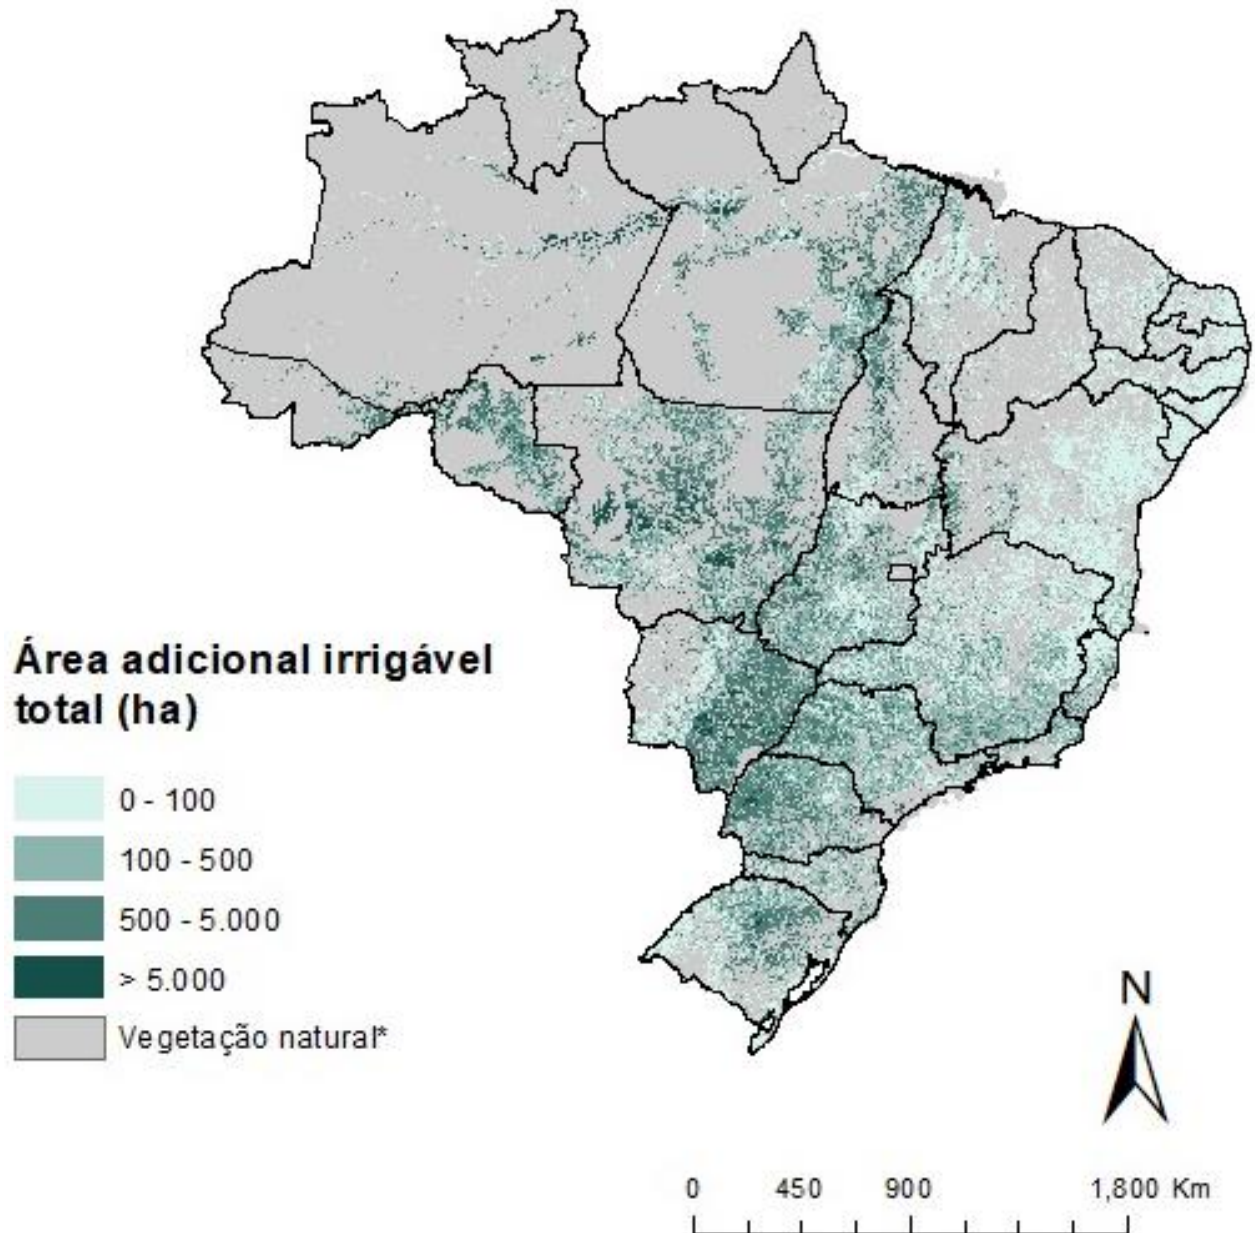 Área adicional irrigável
total (ha)
0 - 100
100 - 500
500 - 5.000
> 5.000
Vegetação natural*
N
0 450 900 1,800 Km